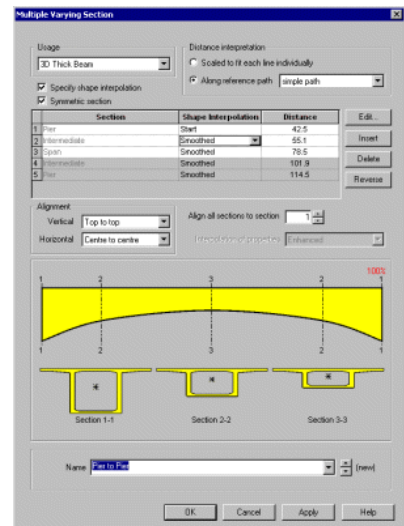 Multiple Varying Section
Usage
3D Thick Beam
Specify shape interpolation
Symmetric section
Distance interpretation
Scaled to fit each line individually
Along reference path simple path
Section Shape Interpolation Distance
1 Pier Start 42.5
2 Intermediate Smoothed 55.1
3 Span Smoothed 78.5
4 Intermediate Smoothed 101.9
5 Pier Smoothed 114.5
Edit...
Insert
Delete
Reverse
Alignment
Vertical Top to top
Horizontal Centre to centre
Align all sections to section 1
Interpolation of properties Enhanced
100%
1 2 3 2 1
1 2 3 2 1
Section 1-1 Section 2-2 Section 3-3
Name Pier to Pier (new)
OK Cancel Apply Help